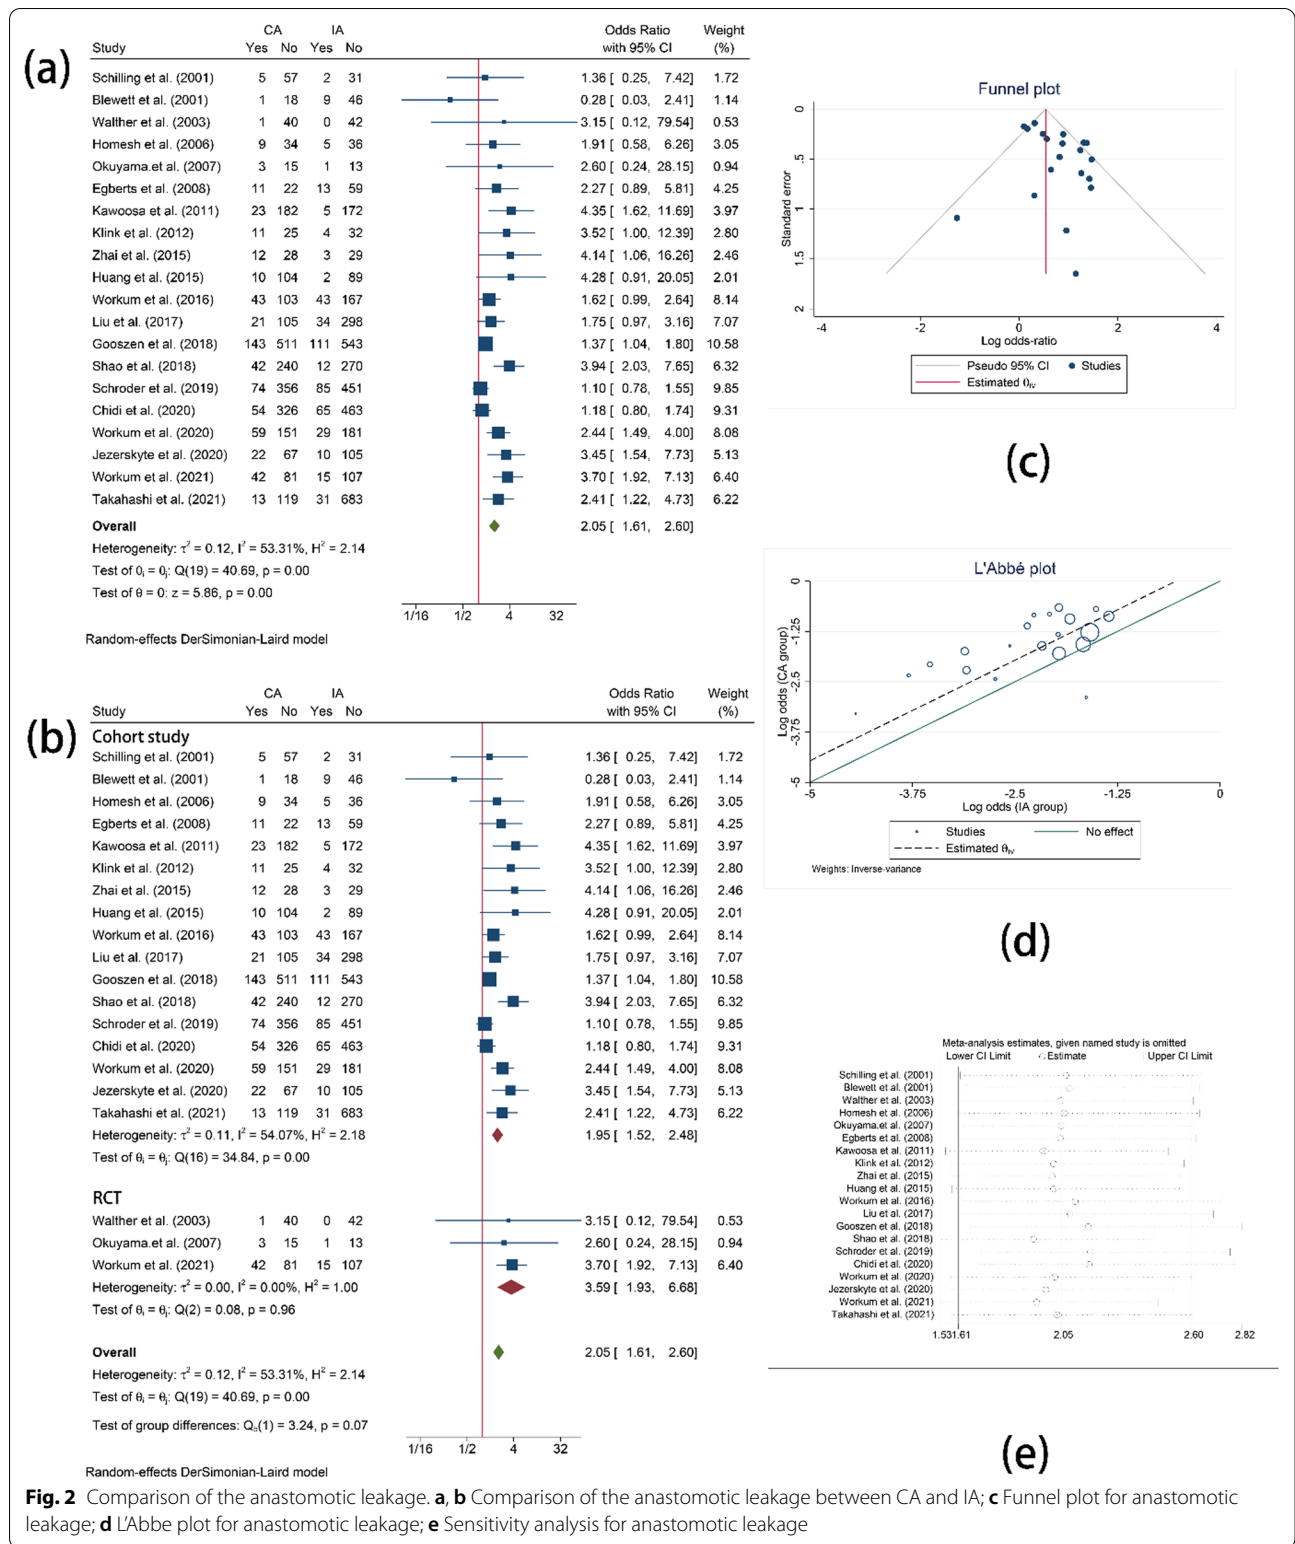 (a)
CA IA Odds Ratio Weight
Study Yes No Yes No with 95% CI (%)
Schilling et al. (2001) 5 57 2 31 1.36 [ 0.25, 7.42] 1.72
Blewett et al. (2001) 1 18 9 46 0.28 [ 0.03, 2.41] 1.14
Walther et al. (2003) 1 40 0 42 3.15 [ 0.12, 79.54] 0.53
Homesh et al. (2006) 9 34 5 36 1.91 [ 0.58, 6.26] 3.05
Okuyama.et al. (2007) 3 15 1 13 2.60 [ 0.24, 28.15] 0.94
Egberts et al. (2008) 11 22 13 59 2.27 [ 0.89, 5.81] 4.25
Kawoosa et al. (2011) 23 182 5 172 4.35 [ 1.62, 11.69] 3.97
Klink et al. (2012) 11 25 4 32 3.52 [ 1.00, 12.39] 2.80
Zhai et al. (2015) 12 28 3 29 4.14 [ 1.06, 16.26] 2.46
Huang et al. (2015) 10 104 2 89 4.28 [ 0.91, 20.05] 2.01
Workum et al. (2016) 43 103 43 167 1.62 [ 0.99, 2.64] 8.14
Liu et al. (2017) 21 105 34 298 1.75 [ 0.97, 3.16] 7.07
Gooszen et al. (2018) 143 511 111 543 1.37 [ 1.04, 1.80] 10.58
Shao et al. (2018) 42 240 12 270 3.94 [ 2.03, 7.65] 6.32
Schroder et al. (2019) 74 356 85 451 1.10 [ 0.78, 1.55] 9.85
Chidi et al. (2020) 54 326 65 463 1.18 [ 0.80, 1.74] 9.31
Workum et al. (2020) 59 151 29 181 2.44 [ 1.49, 4.00] 8.08
Jezerskyte et al. (2020) 22 67 10 105 3.45 [ 1.54, 7.73] 5.13
Workum et al. (2021) 42 81 15 107 3.70 [ 1.92, 7.13] 6.40
Takahashi et al. (2021) 13 119 31 683 2.41 [ 1.22, 4.73] 6.22
Overall 2.05 [ 1.61, 2.60]
Heterogeneity: τ² = 0.12, I² = 53.31%, H² = 2.14
Test of θᵢ = θⱼ: Q(19) = 40.69, p = 0.00
Test of θ = 0: z = 5.86, p = 0.00
1/16 1/2 4 32
Random-effects DerSimonian-Laird model
(b)
CA IA Odds Ratio Weight
Study Yes No Yes No with 95% CI (%)
Cohort study
Schilling et al. (2001) 5 57 2 31 1.36 [ 0.25, 7.42] 1.72
Blewett et al. (2001) 1 18 9 46 0.28 [ 0.03, 2.41] 1.14
Homesh et al. (2006) 9 34 5 36 1.91 [ 0.58, 6.26] 3.05
Egberts et al. (2008) 11 22 13 59 2.27 [ 0.89, 5.81] 4.25
Kawoosa et al. (2011) 23 182 5 172 4.35 [ 1.62, 11.69] 3.97
Klink et al. (2012) 11 25 4 32 3.52 [ 1.00, 12.39] 2.80
Zhai et al. (2015) 12 28 3 29 4.14 [ 1.06, 16.26] 2.46
Huang et al. (2015) 10 104 2 89 4.28 [ 0.91, 20.05] 2.01
Workum et al. (2016) 43 103 43 167 1.62 [ 0.99, 2.64] 8.14
Liu et al. (2017) 21 105 34 298 1.75 [ 0.97, 3.16] 7.07
Gooszen et al. (2018) 143 511 111 543 1.37 [ 1.04, 1.80] 10.58
Shao et al. (2018) 42 240 12 270 3.94 [ 2.03, 7.65] 6.32
Schroder et al. (2019) 74 356 85 451 1.10 [ 0.78, 1.55] 9.85
Chidi et al. (2020) 54 326 65 463 1.18 [ 0.80, 1.74] 9.31
Workum et al. (2020) 59 151 29 181 2.44 [ 1.49, 4.00] 8.08
Jezerskyte et al. (2020) 22 67 10 105 3.45 [ 1.54, 7.73] 5.13
Takahashi et al. (2021) 13 119 31 683 2.41 [ 1.22, 4.73] 6.22
Heterogeneity: τ² = 0.11, I² = 54.07%, H² = 2.18 1.95 [ 1.52, 2.48]
Test of θᵢ = θⱼ: Q(16) = 34.84, p = 0.00
RCT
Walther et al. (2003) 1 40 0 42 3.15 [ 0.12, 79.54] 0.53
Okuyama.et al. (2007) 3 15 1 13 2.60 [ 0.24, 28.15] 0.94
Workum et al. (2021) 42 81 15 107 3.70 [ 1.92, 7.13] 6.40
Heterogeneity: τ² = 0.00, I² = 0.00%, H² = 1.00 3.59 [ 1.93, 6.68]
Test of θᵢ = θⱼ: Q(2) = 0.08, p = 0.96
Overall 2.05 [ 1.61, 2.60]
Heterogeneity: τ² = 0.12, I² = 53.31%, H² = 2.14
Test of θᵢ = θⱼ: Q(19) = 40.69, p = 0.00
Test of group differences: Q_b(1) = 3.24, p = 0.07
1/16 1/2 4 32
Random-effects DerSimonian-Laird model
Funnel plot
Standard error
0
.5
1
1.5
2
-4 -2 0 2 4
Log odds-ratio
Pseudo 95% CI Studies
Estimated θ_IV
(c)
L'Abbé plot
Log odds (CA group)
0
-1.25
-2.5
-3.75
-5
-5 -3.75 -2.5 -1.25 0
Log odds (IA group)
Studies No effect
Estimated θ_IV
Weights: Inverse-variance
(d)
Meta-analysis estimates, given named study is omitted
Lower CI Limit Estimate Upper CI Limit
Schilling et al. (2001)
Blewett et al. (2001)
Walther et al. (2003)
Homesh et al. (2006)
Okuyama.et al. (2007)
Egberts et al. (2008)
Kawoosa et al. (2011)
Klink et al. (2012)
Zhai et al. (2015)
Huang et al. (2015)
Workum et al. (2016)
Liu et al. (2017)
Gooszen et al. (2018)
Shao et al. (2018)
Schroder et al. (2019)
Chidi et al. (2020)
Workum et al. (2020)
Jezerskyte et al. (2020)
Workum et al. (2021)
Takahashi et al. (2021)
1.53 1.61 2.05 2.60 2.82
(e)
Fig. 2 Comparison of the anastomotic leakage. a, b Comparison of the anastomotic leakage between CA and IA; c Funnel plot for anastomotic
leakage; d L'Abbe plot for anastomotic leakage; e Sensitivity analysis for anastomotic leakage